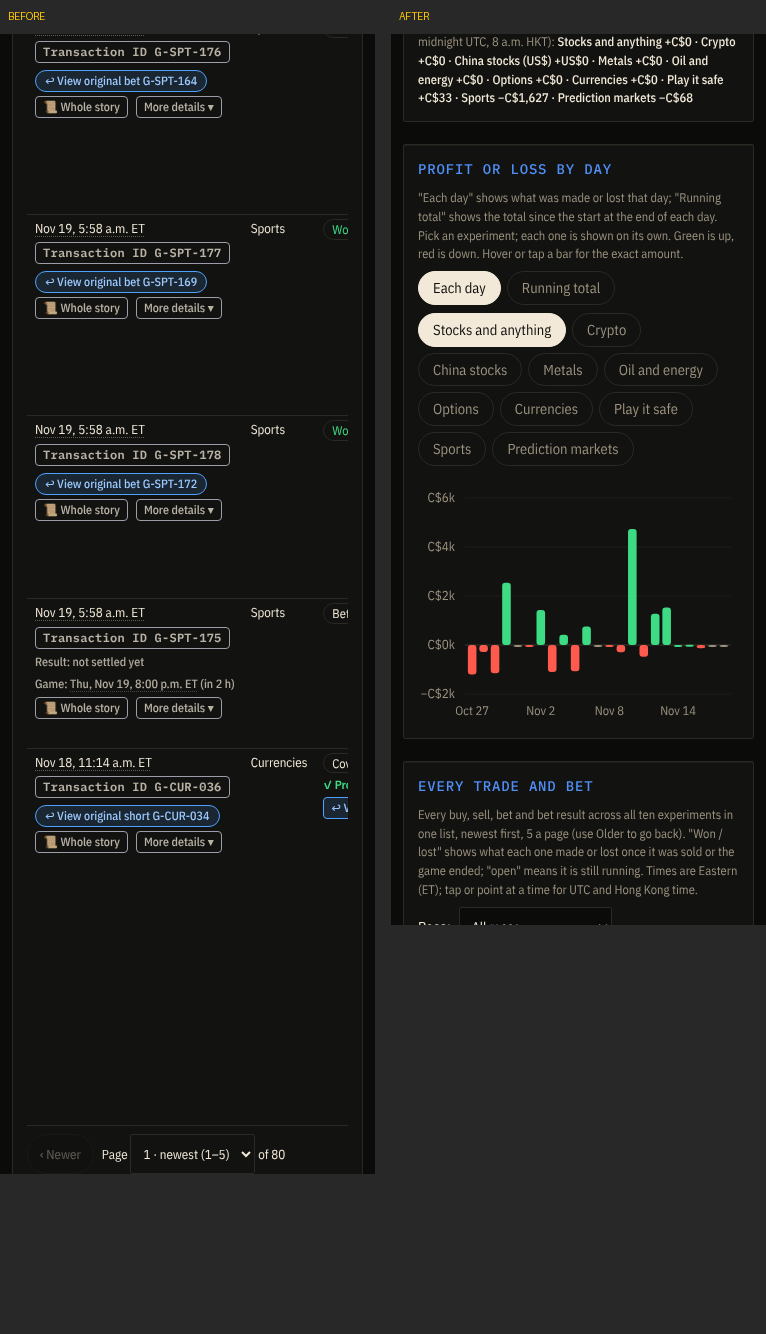 BEFORE
Transaction ID G-SPT-176
↩ View original bet G-SPT-164
📜 Whole story More details ▾
Nov 19, 5:58 a.m. ET Sports Wo
Transaction ID G-SPT-177
↩ View original bet G-SPT-169
📜 Whole story More details ▾
Nov 19, 5:58 a.m. ET Sports Wo
Transaction ID G-SPT-178
↩ View original bet G-SPT-172
📜 Whole story More details ▾
Nov 19, 5:58 a.m. ET Sports Bet
Transaction ID G-SPT-175
Result: not settled yet
Game: Thu, Nov 19, 8:00 p.m. ET (in 2 h)
📜 Whole story More details ▾
Nov 18, 11:14 a.m. ET Currencies Cov
Transaction ID G-CUR-036 √ Pro
↩ View original short G-CUR-034 ↩ V
📜 Whole story More details ▾
‹ Newer Page 1 · newest (1–5) of 80
AFTER
midnight UTC, 8 a.m. HKT): Stocks and anything +C$0 · Crypto
+C$0 · China stocks (US$) +US$0 · Metals +C$0 · Oil and
energy +C$0 · Options +C$0 · Currencies +C$0 · Play it safe
+C$33 · Sports −C$1,627 · Prediction markets −C$68
PROFIT OR LOSS BY DAY
"Each day" shows what was made or lost that day; "Running
total" shows the total since the start at the end of each day.
Pick an experiment; each one is shown on its own. Green is up,
red is down. Hover or tap a bar for the exact amount.
Each day Running total
Stocks and anything Crypto
China stocks Metals Oil and energy
Options Currencies Play it safe
Sports Prediction markets
C$6k
C$4k
C$2k
C$0k
−C$2k
Oct 27 Nov 2 Nov 8 Nov 14
EVERY TRADE AND BET
Every buy, sell, bet and bet result across all ten experiments in
one list, newest first, 5 a page (use Older to go back). "Won /
lost" shows what each one made or lost once it was sold or the
game ended; "open" means it is still running. Times are Eastern
(ET); tap or point at a time for UTC and Hong Kong time.